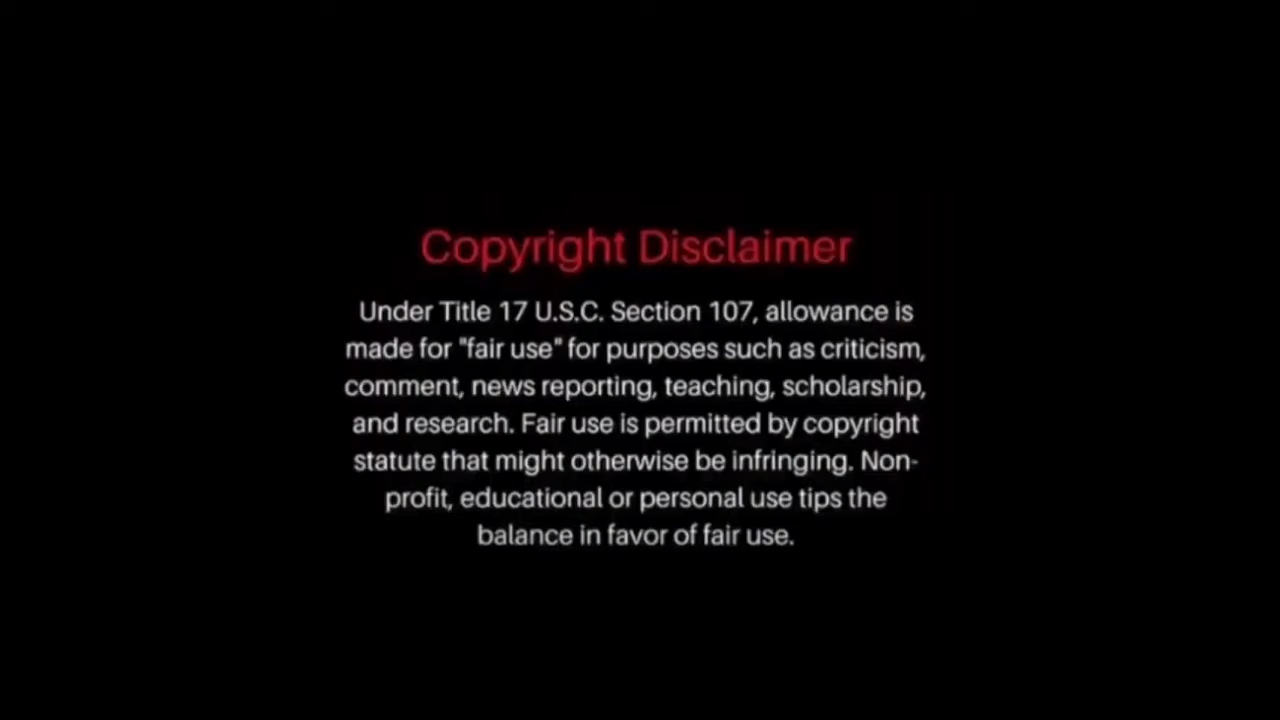 Copyright Disclaimer
Under Title 17 U.S.C. Section 107, allowance is
made for "fair use" for purposes such as criticism,
comment, news reporting, teaching, scholarship,
and research. Fair use is permitted by copyright
statute that might otherwise be infringing. Non-
profit, educational or personal use tips the
balance in favor of fair use.